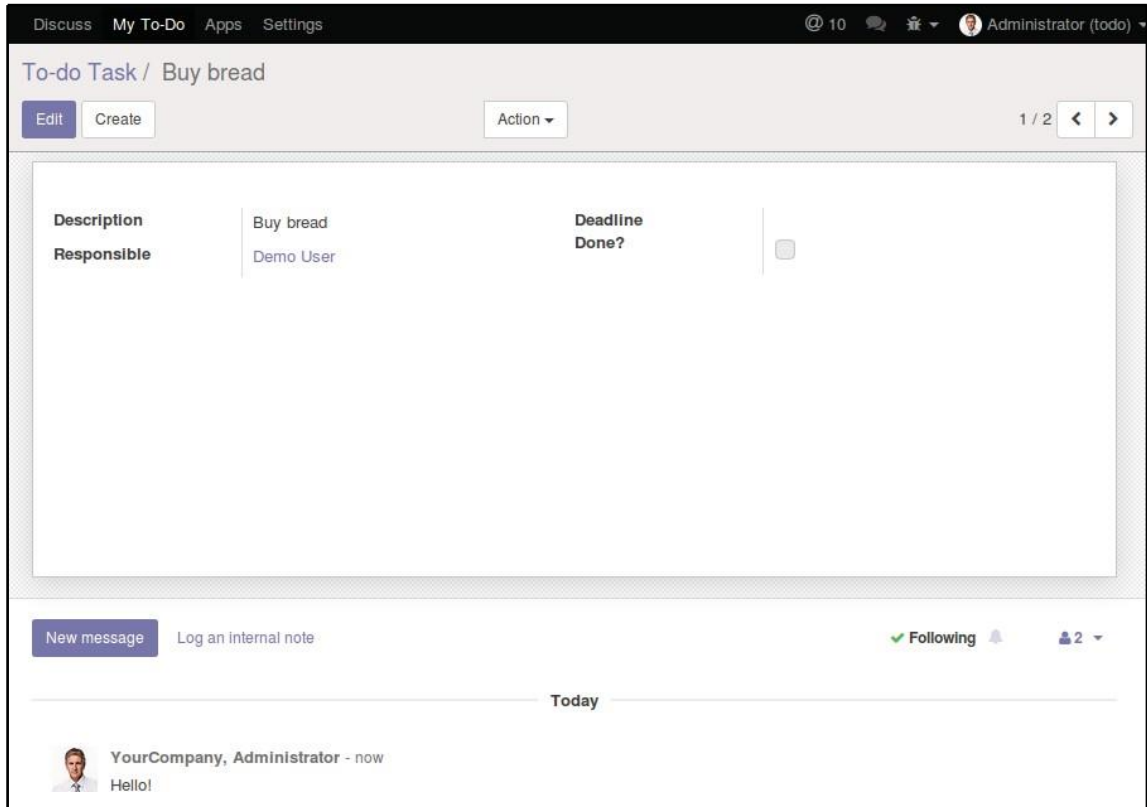 Discuss My To-Do Apps Settings @ 10 Administrator (todo)
To-do Task / Buy bread
Edit Create Action 1 / 2
Description Buy bread Deadline
Responsible Demo User Done?
New message Log an internal note Following 2
Today
YourCompany, Administrator - now
Hello!